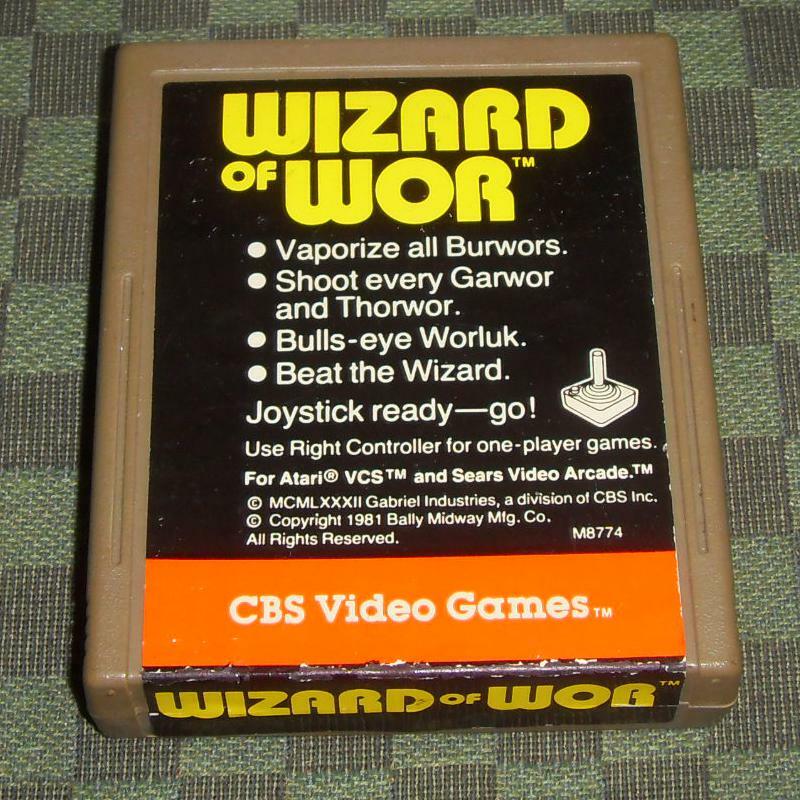 WIZARD
OF WOR™
● Vaporize all Burwors.
● Shoot every Garwor
and Thorwor.
● Bulls-eye Worluk.
● Beat the Wizard.
Joystick ready—go!
Use Right Controller for one-player games.
For Atari® VCS™ and Sears Video Arcade.™
© MCMLXXXII Gabriel Industries, a division of CBS Inc.
© Copyright 1981 Bally Midway Mfg. Co.
All Rights Reserved. M8774
CBS Video Games™
WIZARD OF WOR™